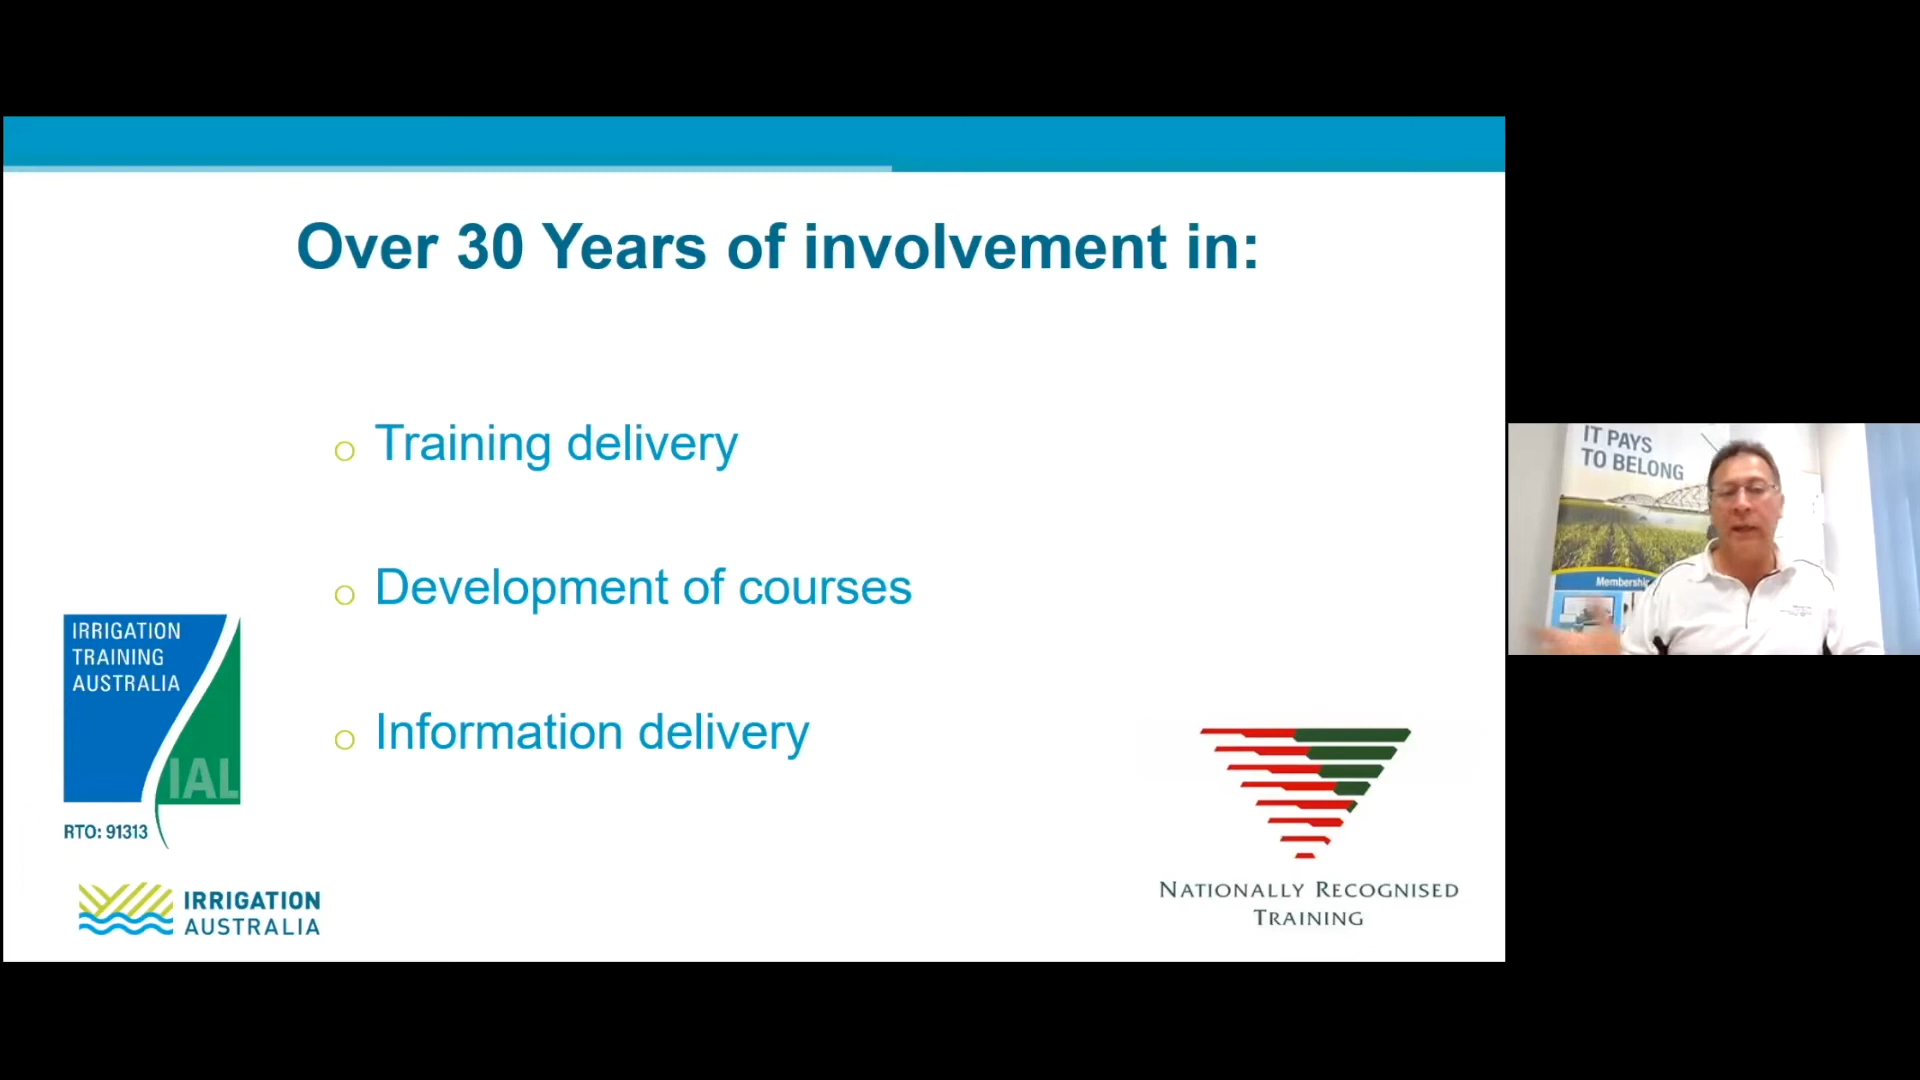 Over 30 Years of involvement in:
Training delivery
Development of courses
Information delivery
IRRIGATION
TRAINING
AUSTRALIA
IAL
RTO: 91313
IRRIGATION
AUSTRALIA
NATIONALLY RECOGNISED
TRAINING
IT PAYS
TO BELONG